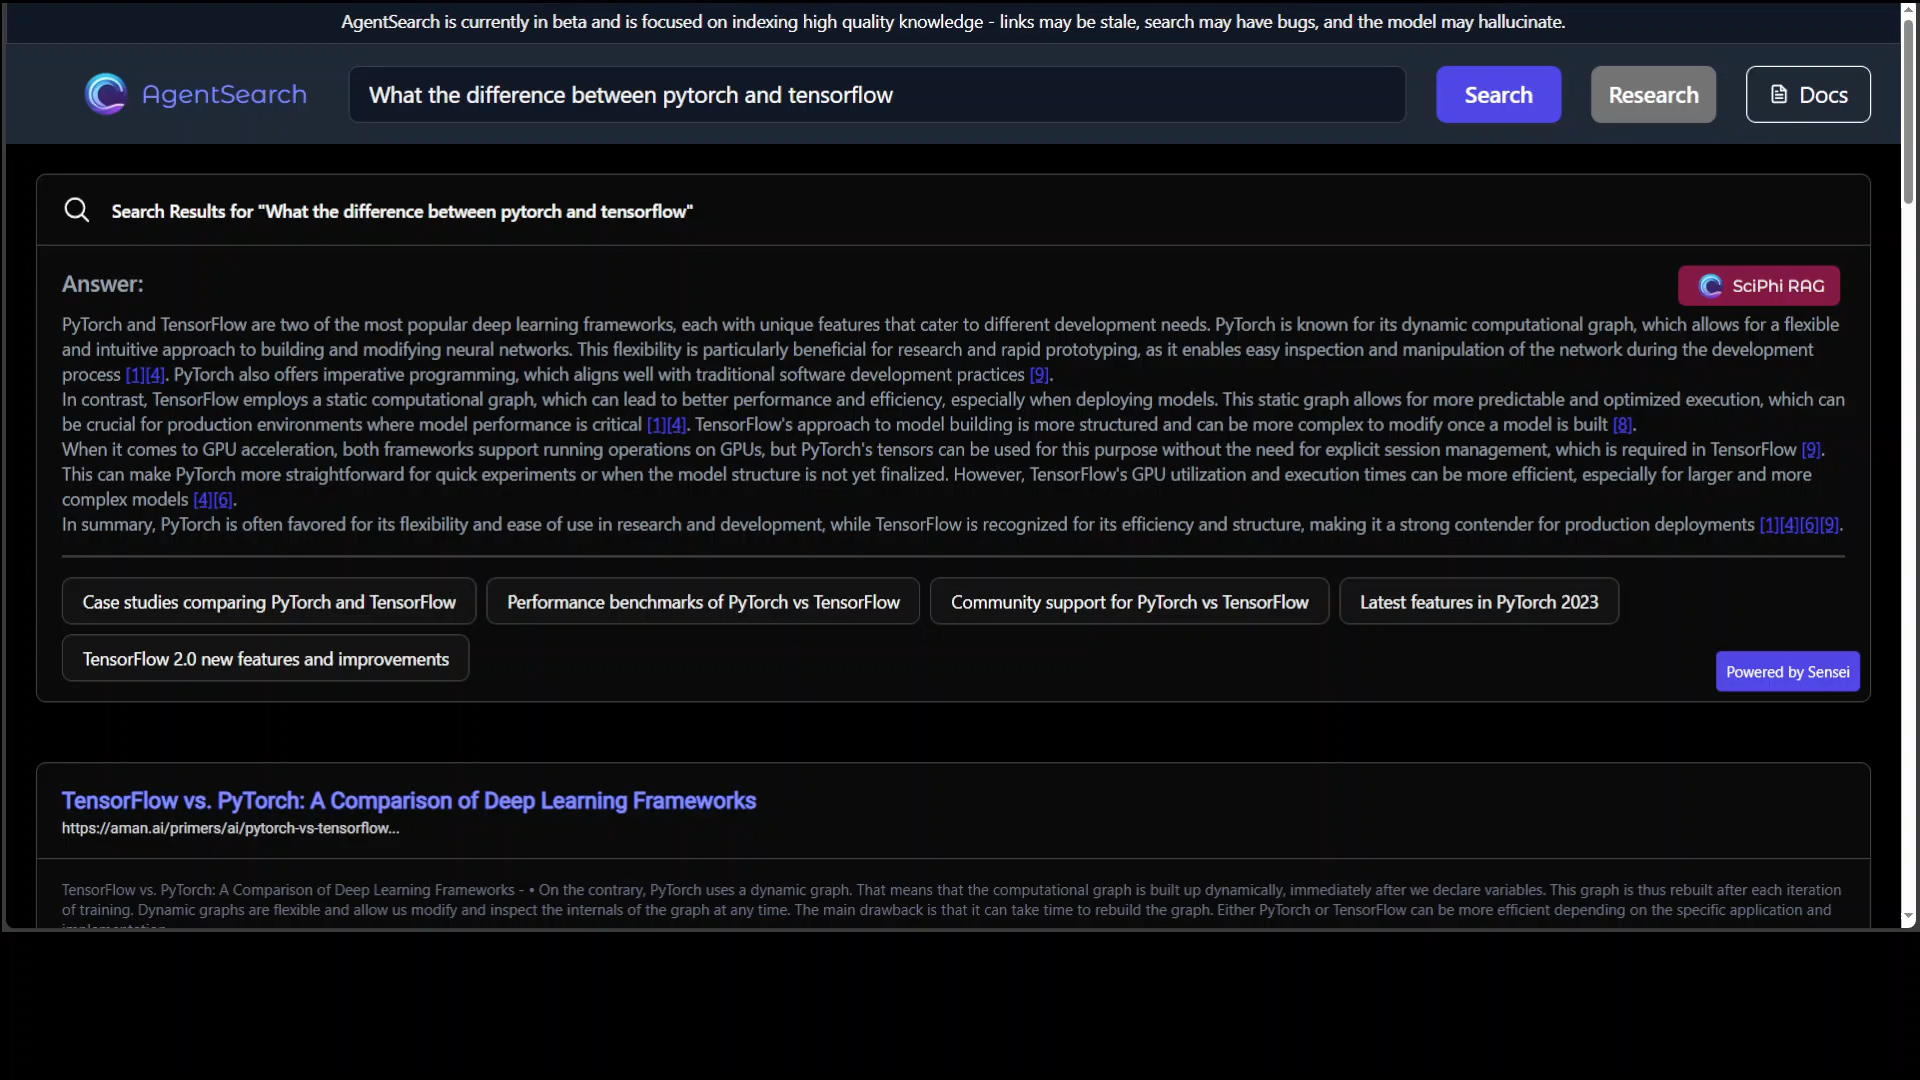 AgentSearch is currently in beta and is focused on indexing high quality knowledge - links may be stale, search may have bugs, and the model may hallucinate.
AgentSearch
What the difference between pytorch and tensorflow
Search
Research
Docs
Search Results for "What the difference between pytorch and tensorflow"
Answer:
SciPhi RAG
PyTorch and TensorFlow are two of the most popular deep learning frameworks, each with unique features that cater to different development needs. PyTorch is known for its dynamic computational graph, which allows for a flexible
and intuitive approach to building and modifying neural networks. This flexibility is particularly beneficial for research and rapid prototyping, as it enables easy inspection and manipulation of the network during the development
process [1][4]. PyTorch also offers imperative programming, which aligns well with traditional software development practices [9].
In contrast, TensorFlow employs a static computational graph, which can lead to better performance and efficiency, especially when deploying models. This static graph allows for more predictable and optimized execution, which can
be crucial for production environments where model performance is critical [1][4]. TensorFlow's approach to model building is more structured and can be more complex to modify once a model is built [8].
When it comes to GPU acceleration, both frameworks support running operations on GPUs, but PyTorch's tensors can be used for this purpose without the need for explicit session management, which is required in TensorFlow [9].
This can make PyTorch more straightforward for quick experiments or when the model structure is not yet finalized. However, TensorFlow's GPU utilization and execution times can be more efficient, especially for larger and more
complex models [4][6].
In summary, PyTorch is often favored for its flexibility and ease of use in research and development, while TensorFlow is recognized for its efficiency and structure, making it a strong contender for production deployments [1][4][6][9].
Case studies comparing PyTorch and TensorFlow
Performance benchmarks of PyTorch vs TensorFlow
Community support for PyTorch vs TensorFlow
Latest features in PyTorch 2023
TensorFlow 2.0 new features and improvements
Powered by Sensei
TensorFlow vs. PyTorch: A Comparison of Deep Learning Frameworks
https://aman.ai/primers/ai/pytorch-vs-tensorflow...
TensorFlow vs. PyTorch: A Comparison of Deep Learning Frameworks - • On the contrary, PyTorch uses a dynamic graph. That means that the computational graph is built up dynamically, immediately after we declare variables. This graph is thus rebuilt after each iteration
of training. Dynamic graphs are flexible and allow us modify and inspect the internals of the graph at any time. The main drawback is that it can take time to rebuild the graph. Either PyTorch or TensorFlow can be more efficient depending on the specific application and